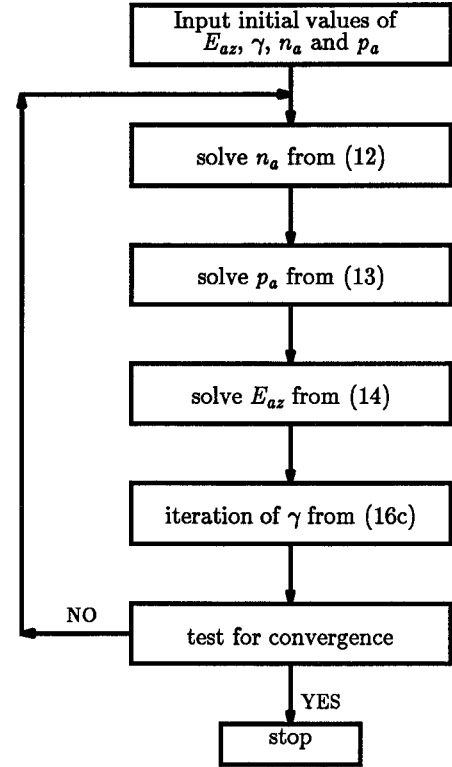 Input initial values of
E_az, γ, n_a and p_a
solve n_a from (12)
solve p_a from (13)
solve E_az from (14)
iteration of γ from (16c)
NO
test for convergence
YES
stop